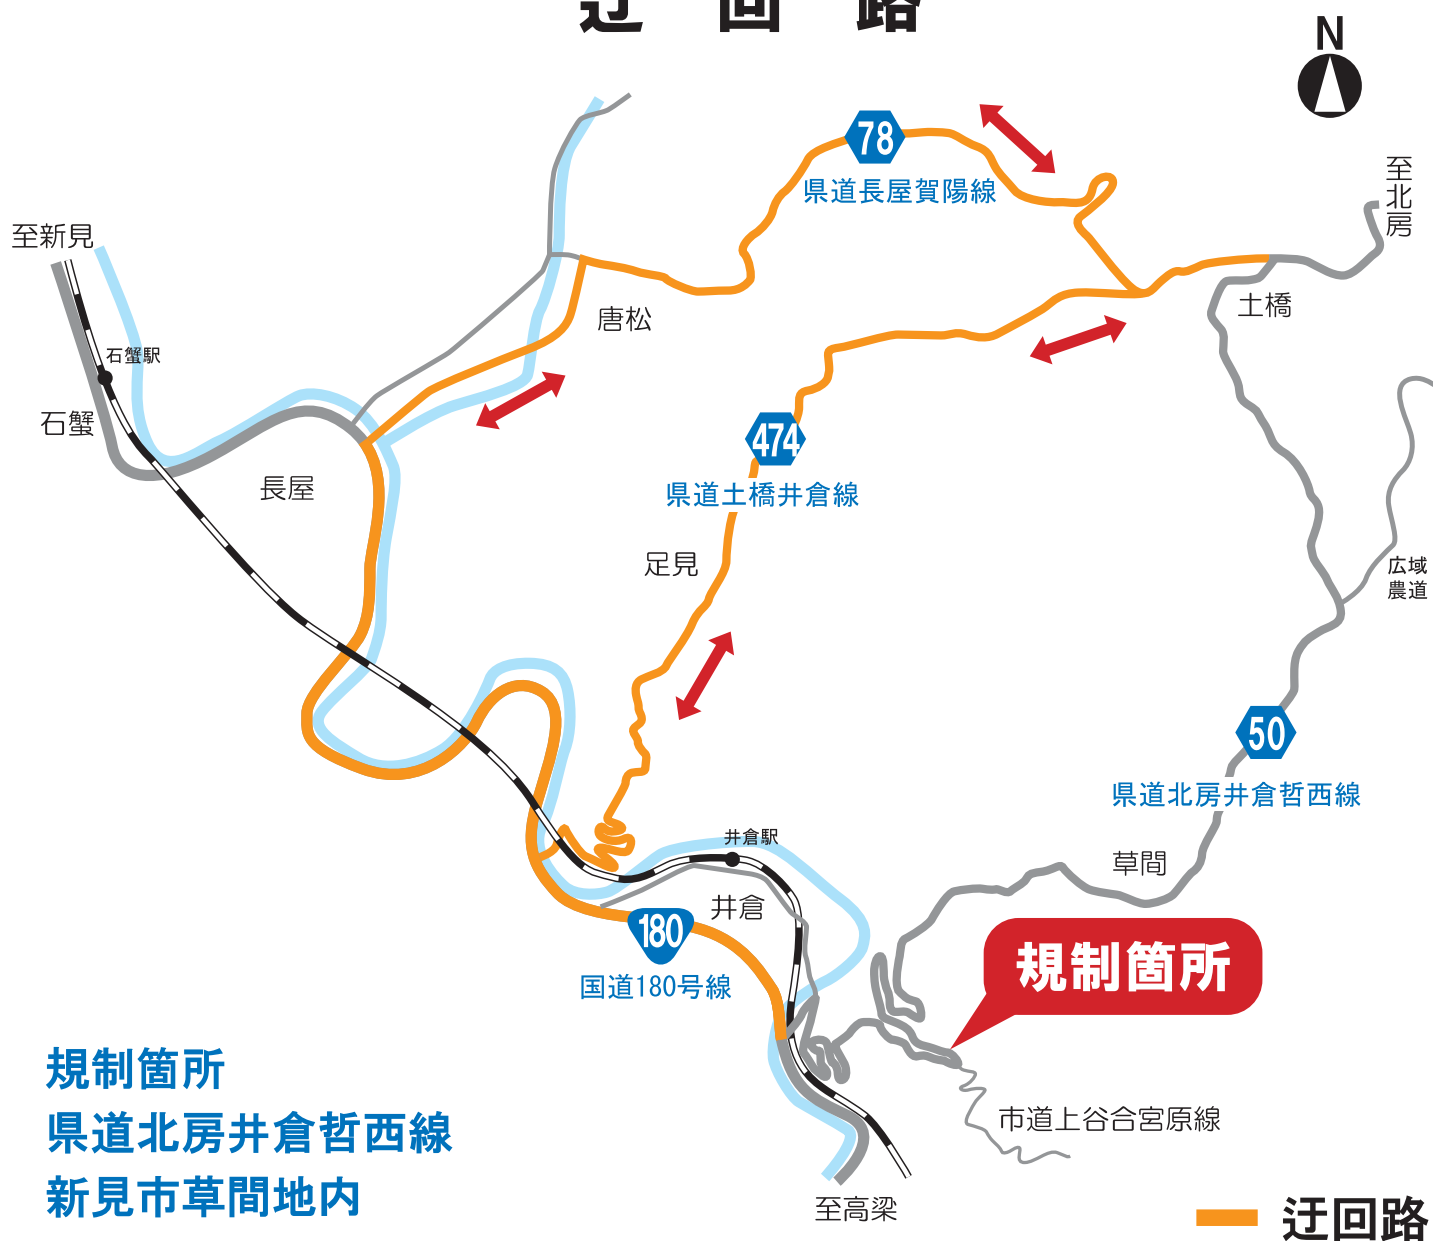 迂回路
N
78
県道長屋賀陽線
至北房
至新見
唐松
土橋
石蟹駅
石蟹
474
長屋
県道土橋井倉線
足見
広域
農道
50
県道北房井倉哲西線
井倉駅
草間
井倉
180
国道180号線
規制箇所
規制箇所
県道北房井倉哲西線
新見市草間地内
市道上谷合宮原線
至高梁
迂回路